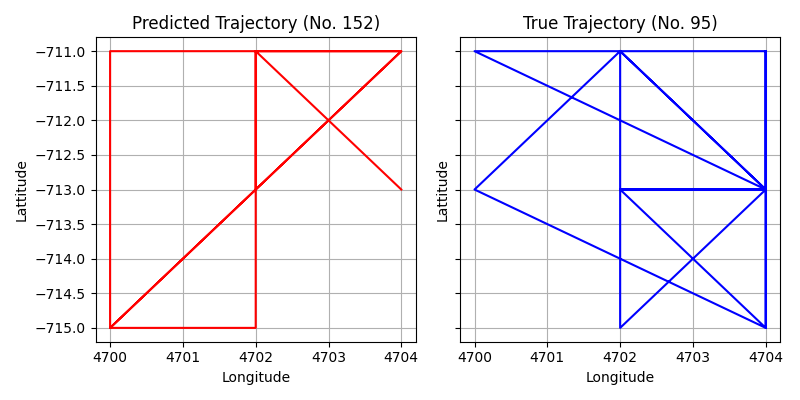 Predicted Trajectory (No. 152)
True Trajectory (No. 95)
−711.0
−711.5
−712.0
−712.5
−713.0
−713.5
−714.0
−714.5
−715.0
Lattitude
Lattitude
4700 4701 4702 4703 4704
4700 4701 4702 4703 4704
Longitude
Longitude